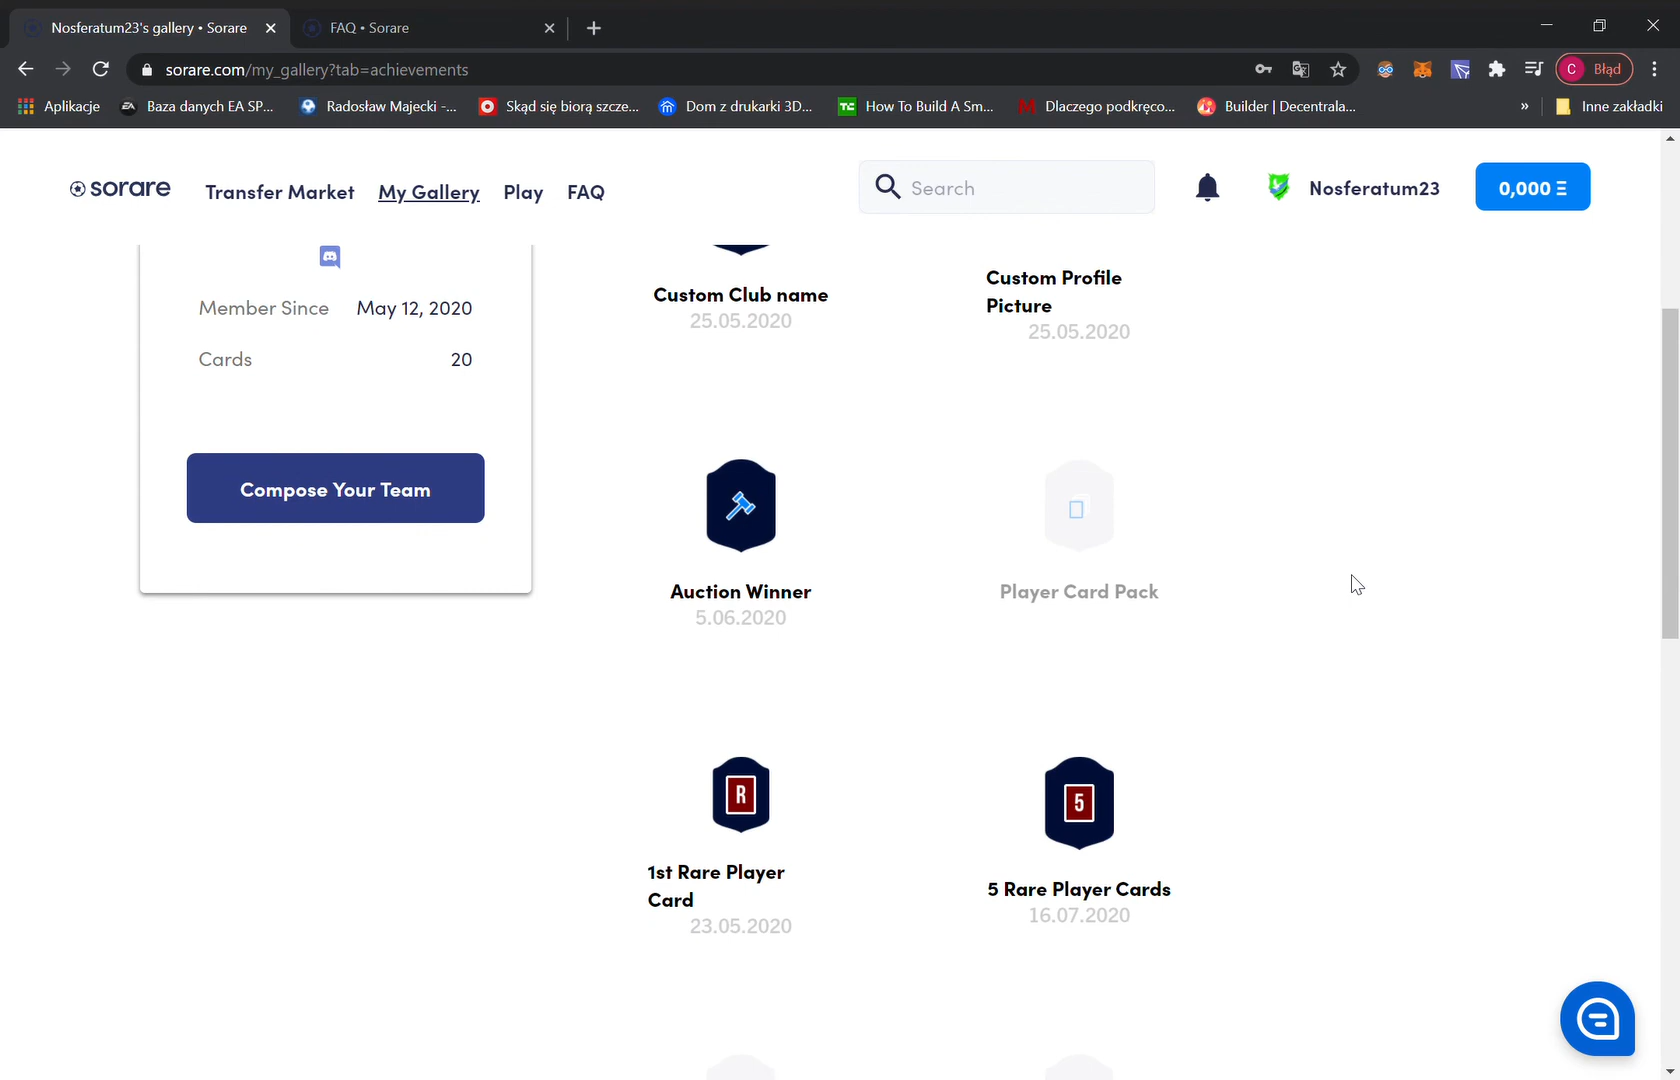 Nosferatum23's gallery • Sorare
FAQ • Sorare
sorare.com/my_gallery?tab=achievements
C Błąd
Aplikacje
Baza danych EA SP...
Radosław Majecki -...
Skąd się biorą szcze...
Dom z drukarki 3D...
TC How To Build A Sm...
M Dlaczego podkręco...
Builder | Decentrala...
»
Inne zakładki
sorare
Transfer Market
My Gallery
Play
FAQ
Search
Nosferatum23
0,000 Ξ
Member Since May 12, 2020
Cards 20
Compose Your Team
Custom Club name
25.05.2020
Custom Profile
Picture
25.05.2020
Auction Winner
5.06.2020
Player Card Pack
R
1st Rare Player
Card
23.05.2020
5
5 Rare Player Cards
16.07.2020